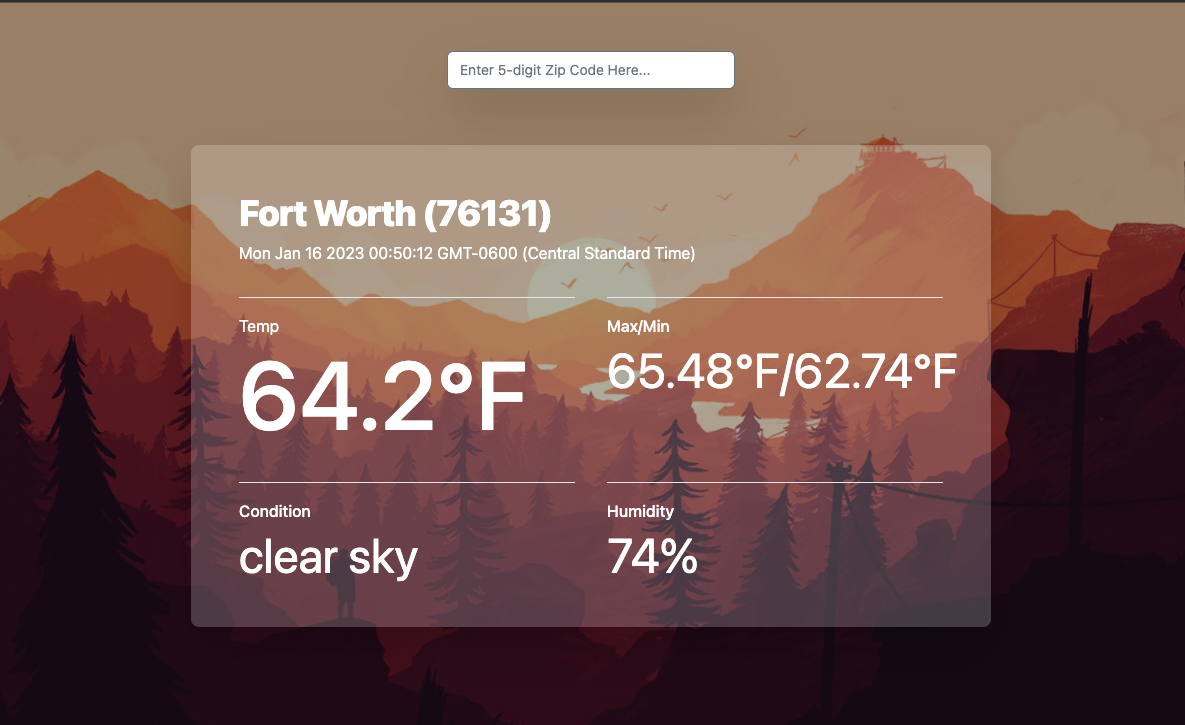 Enter 5-digit Zip Code Here...
Fort Worth (76131)
Mon Jan 16 2023 00:50:12 GMT-0600 (Central Standard Time)
Temp
64.2°F
Max/Min
65.48°F/62.74°F
Condition
clear sky
Humidity
74%